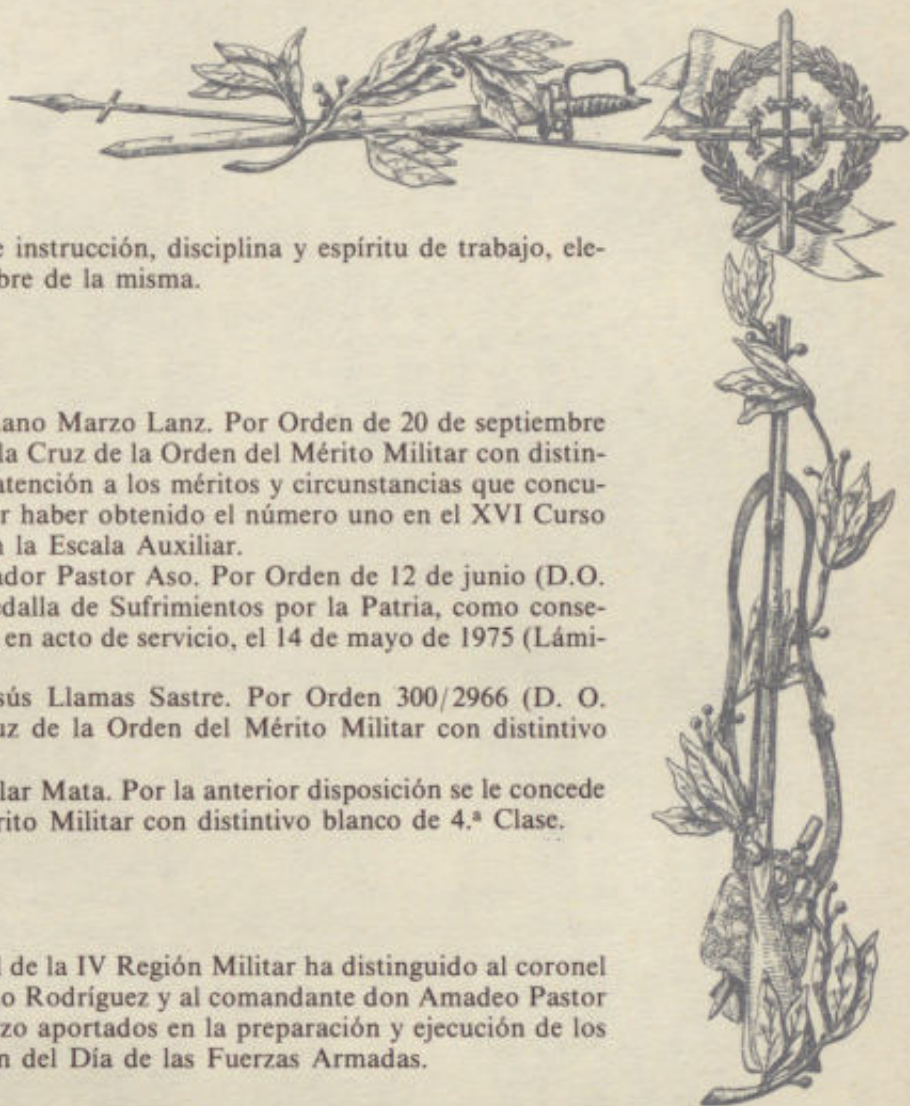 e instrucción, disciplina y espíritu de trabajo, ele-
bre de la misma.
ano Marzo Lanz. Por Orden de 20 de septiembre
la Cruz de la Orden del Mérito Militar con distin-
atención a los méritos y circunstancias que concu-
r haber obtenido el número uno en el XVI Curso
la Escala Auxiliar.
ador Pastor Aso. Por Orden de 12 de junio (D.O.
edalla de Sufrimientos por la Patria, como conse-
en acto de servicio, el 14 de mayo de 1975 (Lámi-
sús Llamas Sastre. Por Orden 300/2966 (D. O.
uz de la Orden del Mérito Militar con distintivo
lar Mata. Por la anterior disposición se le concede
rito Militar con distintivo blanco de 4.ª Clase.
l de la IV Región Militar ha distinguido al coronel
o Rodríguez y al comandante don Amadeo Pastor
zo aportados en la preparación y ejecución de los
n del Día de las Fuerzas Armadas.